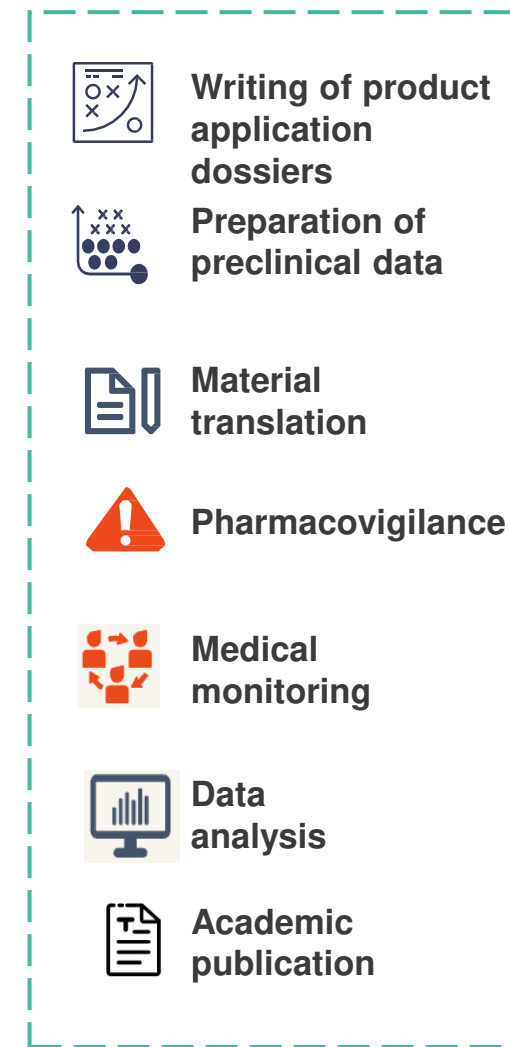 Writing of product
application
dossiers
Preparation of
preclinical data
Material
translation
Pharmacovigilance
Medical
monitoring
Data
analysis
Academic
publication